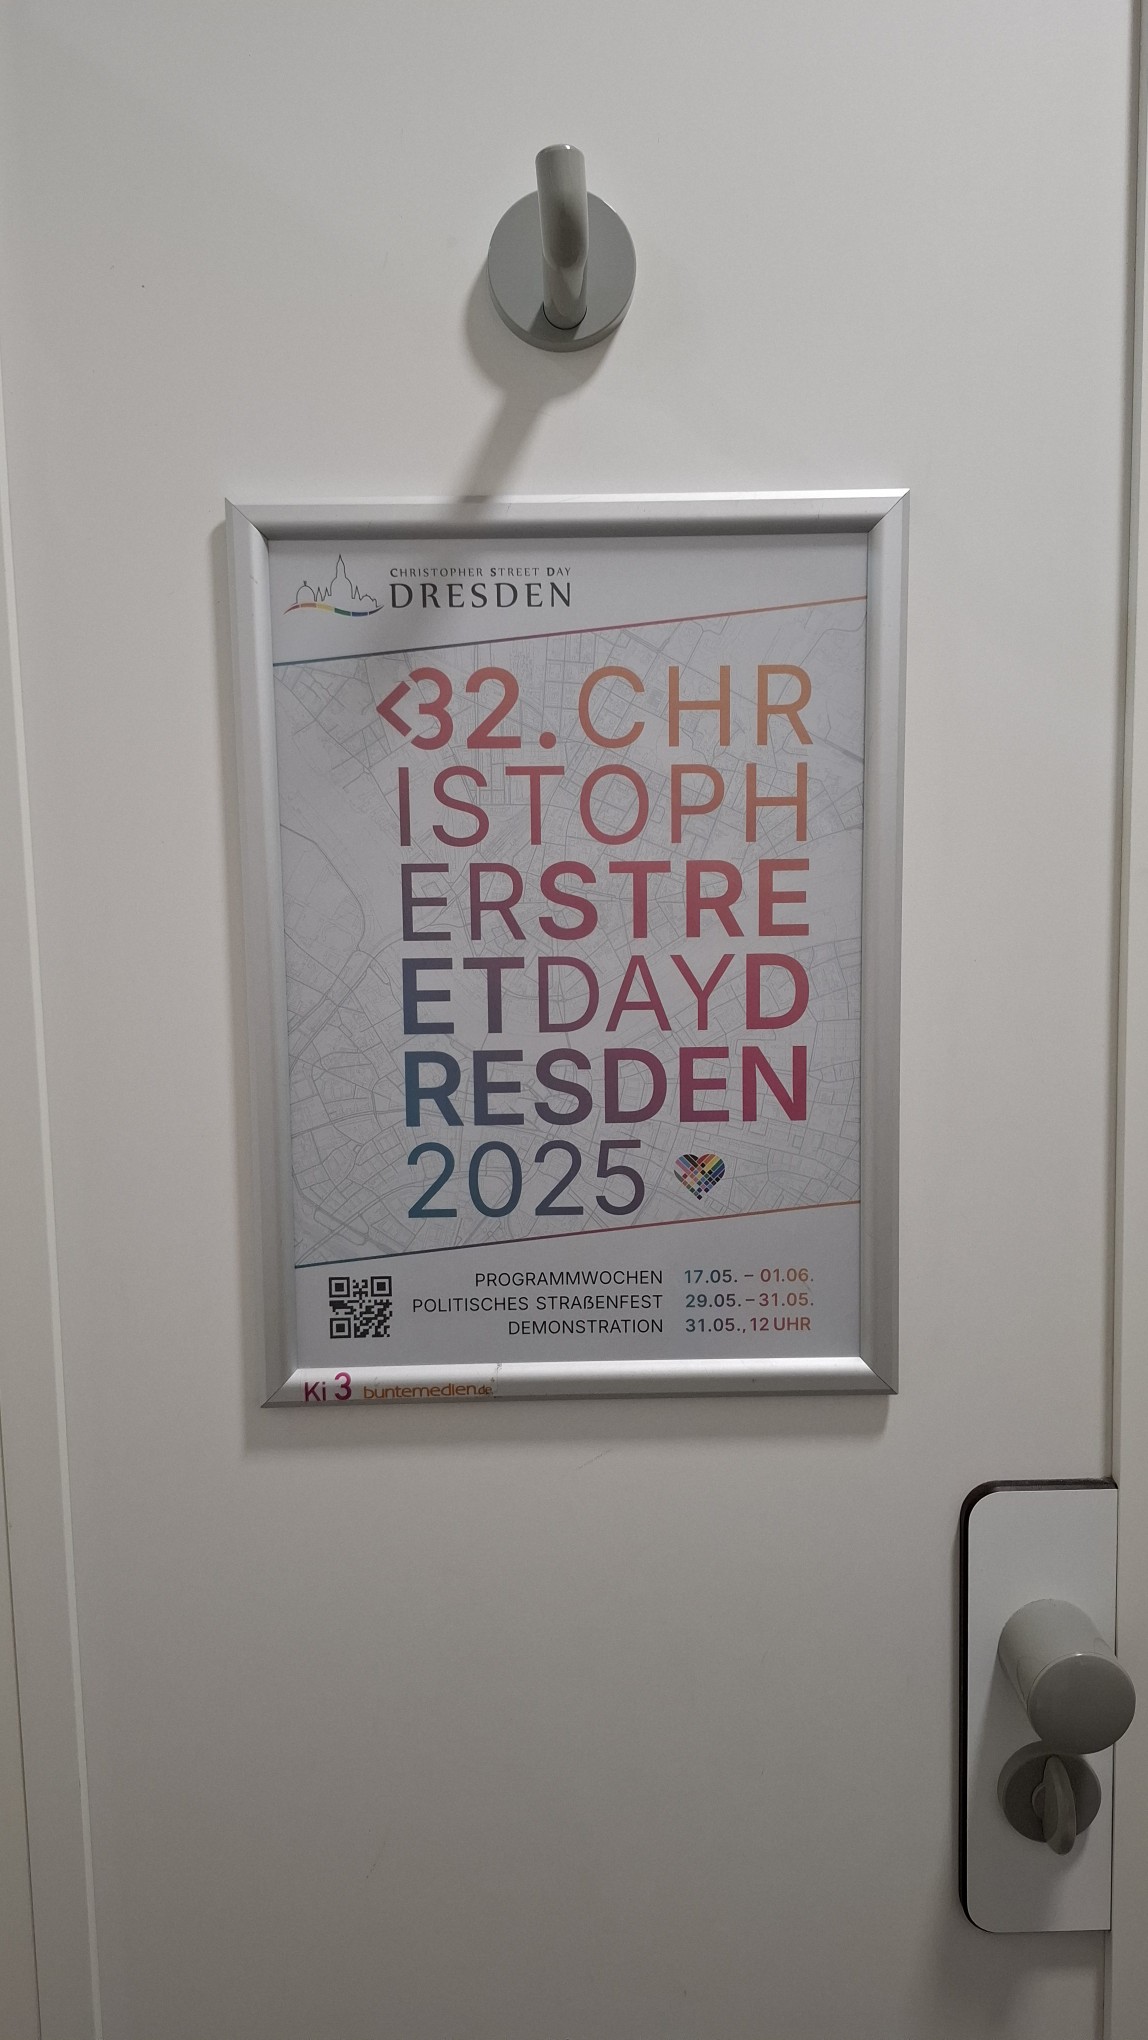 CHRISTOPHER STREET DAY
DRESDEN
<32. CHR
ISTOPH
ERSTRE
ETDAYD
RESDEN
2025
PROGRAMMWOCHEN 17.05. – 01.06.
POLITISCHES STRAßENFEST 29.05. – 31.05.
DEMONSTRATION 31.05., 12 UHR
Ki 3 buntemedien.de